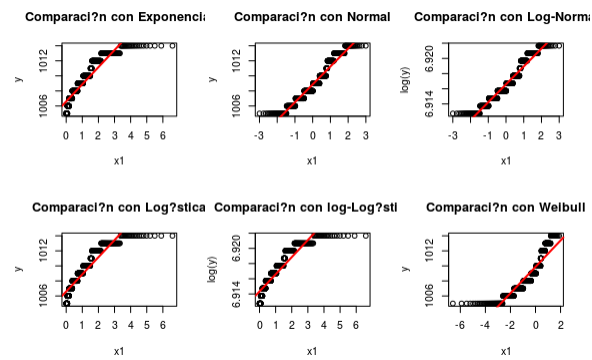 Comparaci?n con Exponencia
Comparaci?n con Normal
Comparaci?n con Log-Norma
y
1006 1012
0 1 2 3 4 5 6
x1
y
1006 1012
-3 -1 0 1 2 3
x1
log(y)
6.914 6.920
-3 -1 0 1 2 3
x1
Comparaci?n con Log?stica
Comparaci?n con log-Log?sti
Comparaci?n con Weibull
y
1006 1012
0 1 2 3 4 5 6
x1
log(y)
6.914 6.920
0 1 2 3 4 5 6
x1
y
1006 1012
-6 -4 -2 0 2
x1